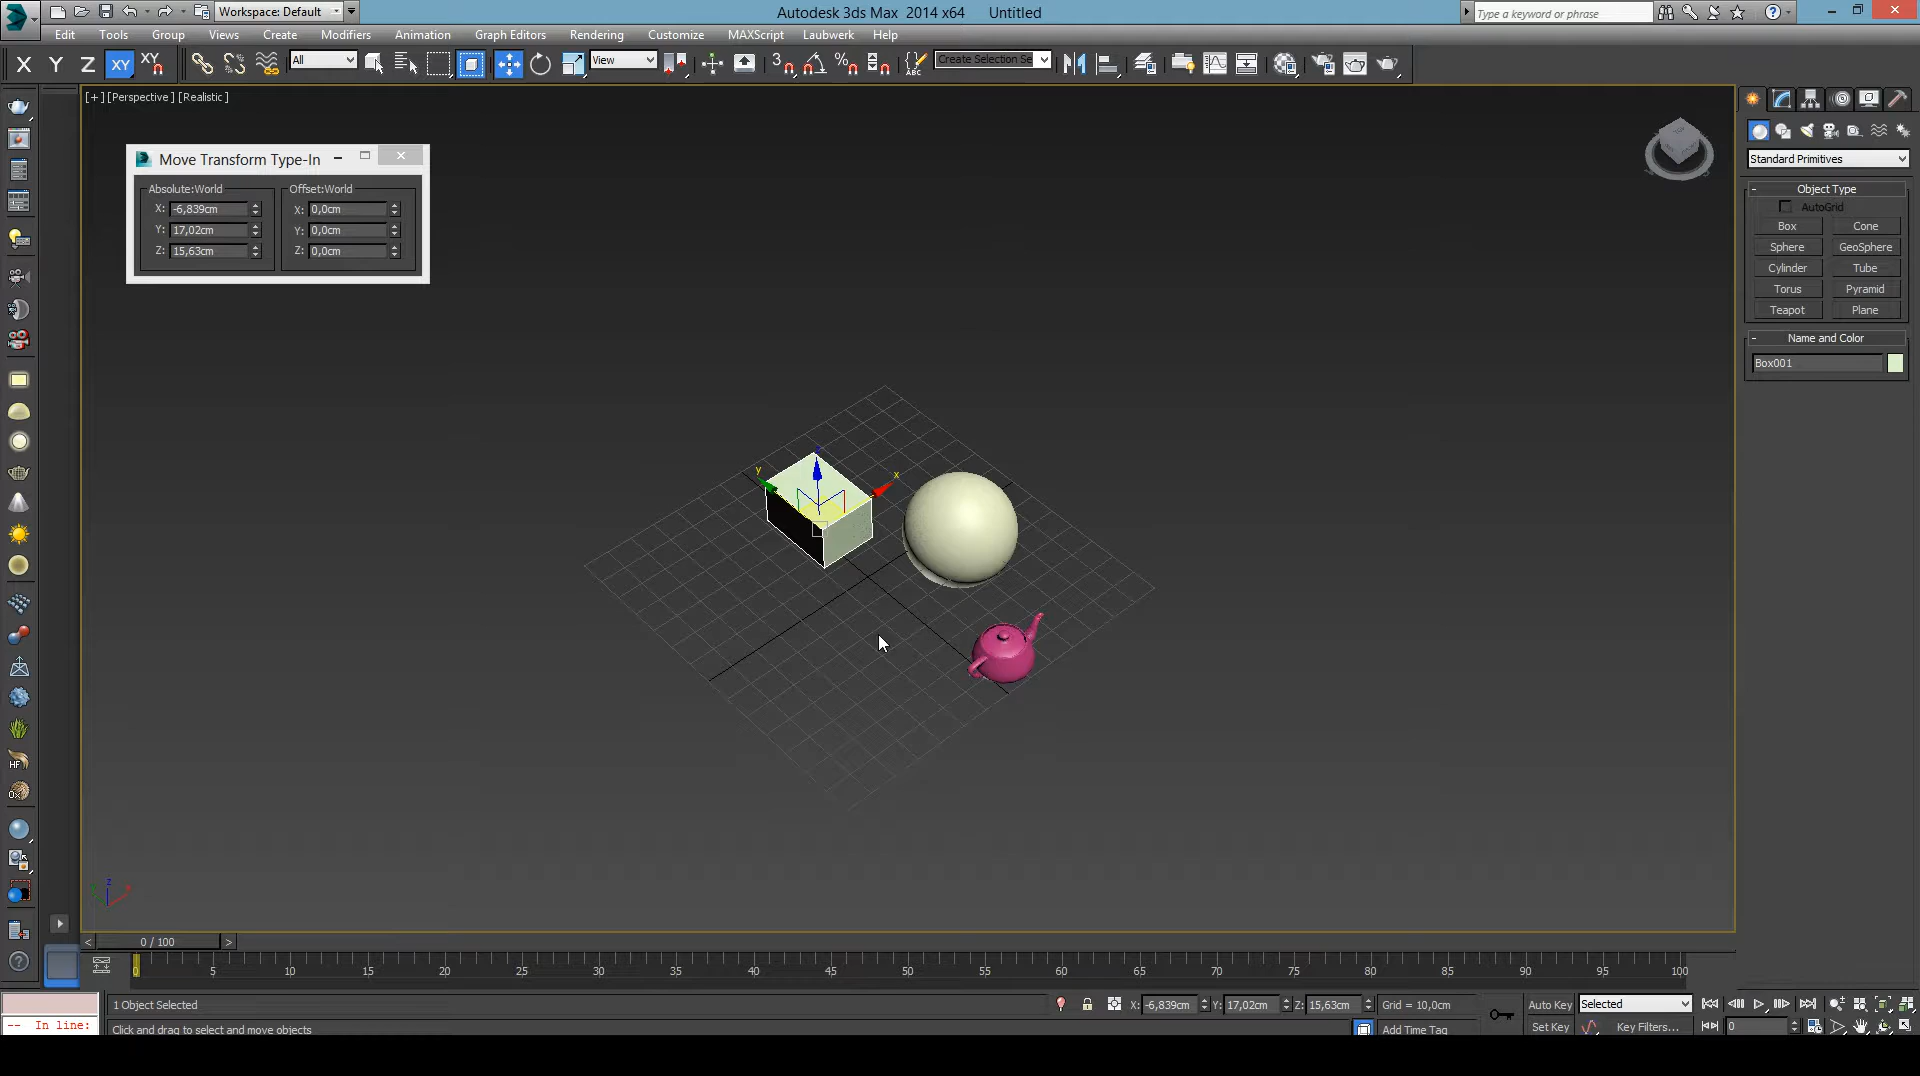 Workspace: Default
Autodesk 3ds Max 2014 x64 Untitled
Type a keyword or phrase
Edit Tools Group Views Create Modifiers Animation Graph Editors Rendering Customize MAXScript Laubwerk Help
X Y Z XY XY All View 3 % ABC Create Selection Se
[+] [Perspective] [Realistic]
Move Transform Type-In
Absolute:World Offset:World
X: -6,839cm X: 0,0cm
Y: 17,02cm Y: 0,0cm
Z: 15,63cm Z: 0,0cm
Standard Primitives
Object Type
AutoGrid
Box Cone
Sphere GeoSphere
Cylinder Tube
Torus Pyramid
Teapot Plane
Name and Color
Box001
y x
HF
z
0 / 100
0 5 10 15 20 25 30 35 40 45 50 55 60 65 70 75 80 85 90 95 100
1 Object Selected X: -6,839cm Y: 17,02cm Z: 15,63cm Grid = 10,0cm Auto Key Selected
-- In line: Click and drag to select and move objects Add Time Tag Set Key Key Filters... 0